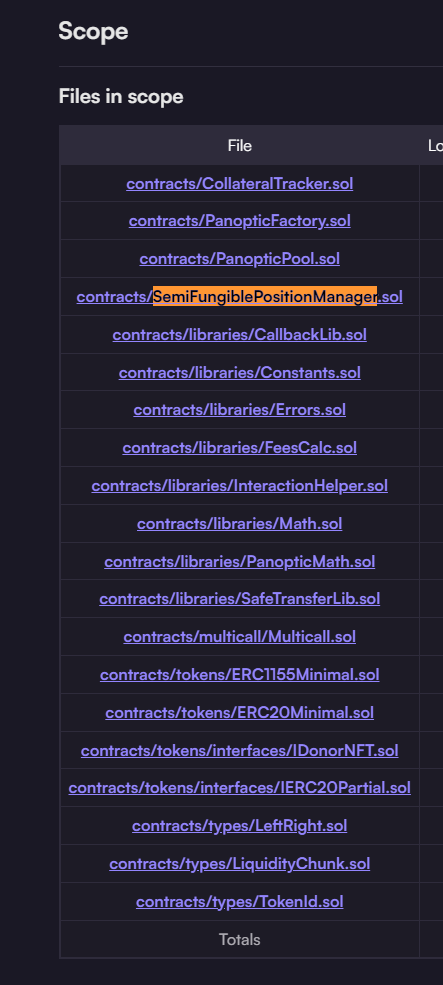 Scope
Files in scope
File
Lo
contracts/CollateralTracker.sol
contracts/PanopticFactory.sol
contracts/PanopticPool.sol
contracts/SemiFungiblePositionManager.sol
contracts/libraries/CallbackLib.sol
contracts/libraries/Constants.sol
contracts/libraries/Errors.sol
contracts/libraries/FeesCalc.sol
contracts/libraries/InteractionHelper.sol
contracts/libraries/Math.sol
contracts/libraries/PanopticMath.sol
contracts/libraries/SafeTransferLib.sol
contracts/multicall/Multicall.sol
contracts/tokens/ERC1155Minimal.sol
contracts/tokens/ERC20Minimal.sol
contracts/tokens/interfaces/IDonorNFT.sol
contracts/tokens/interfaces/IERC20Partial.sol
contracts/types/LeftRight.sol
contracts/types/LiquidityChunk.sol
contracts/types/TokenId.sol
Totals